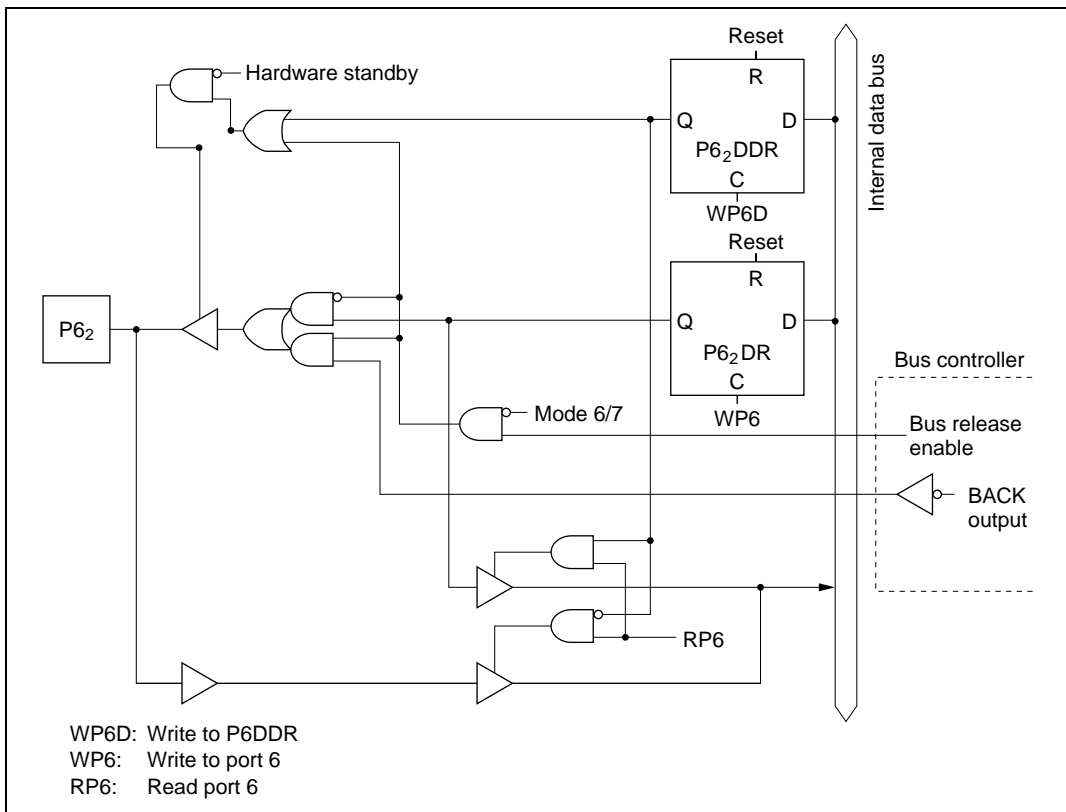 Reset
Hardware standby
R
Q
D
P6₂DDR
C
WP6D
Internal data bus
Reset
R
P6₂
Q
D
P6₂DR
C
WP6
Bus controller
Mode 6/7
Bus release
enable
BACK
output
RP6
WP6D: Write to P6DDR
WP6: Write to port 6
RP6: Read port 6